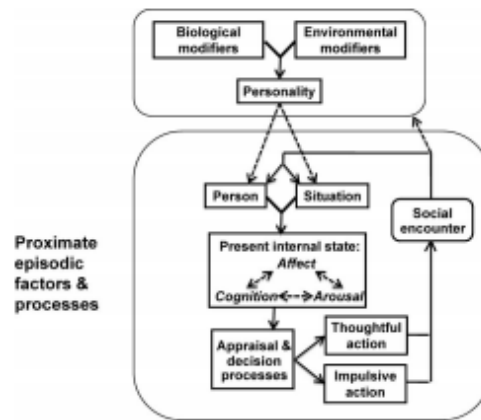 Biological
modifiers
Environmental
modifiers
Personality
Person
Situation
Social
encounter
Proximate
episodic
factors &
processes
Present internal state:
Affect
Cognition
Arousal
Appraisal &
decision
processes
Thoughtful
action
Impulsive
action